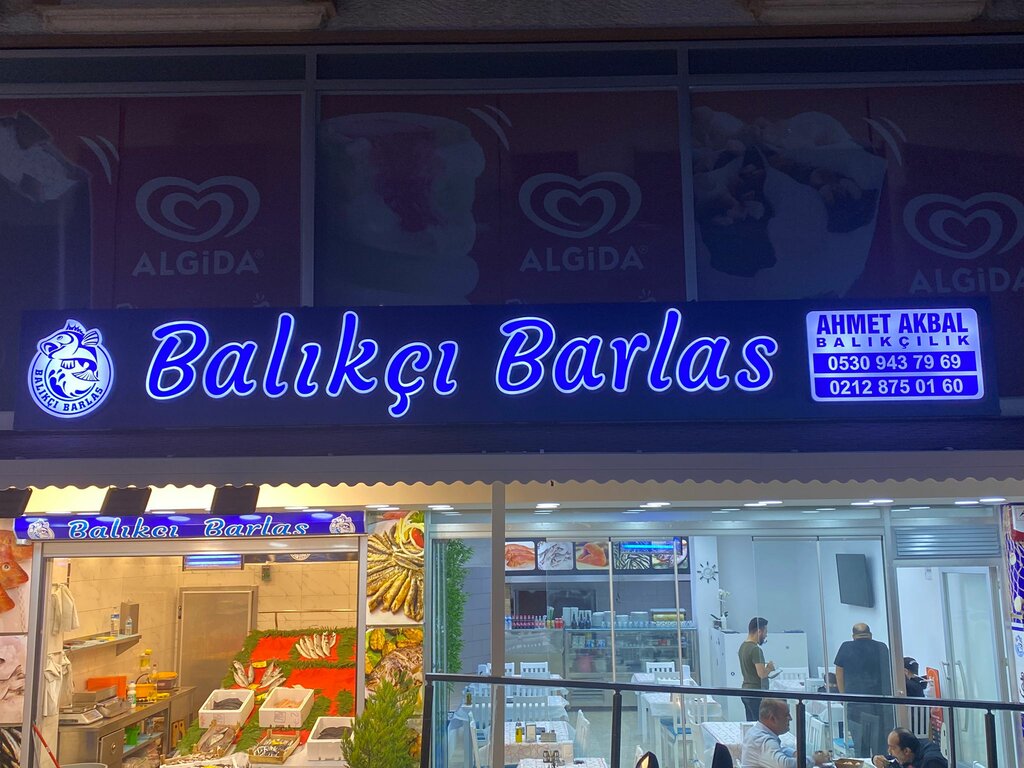 ALGiDA
ALGiDA
ALGiDA
BALIKÇI BARLAS
Balıkçı Barlas
AHMET AKBAL
BALIKÇILIK
0530 943 79 69
0212 875 01 60
Balıkçı Barlas